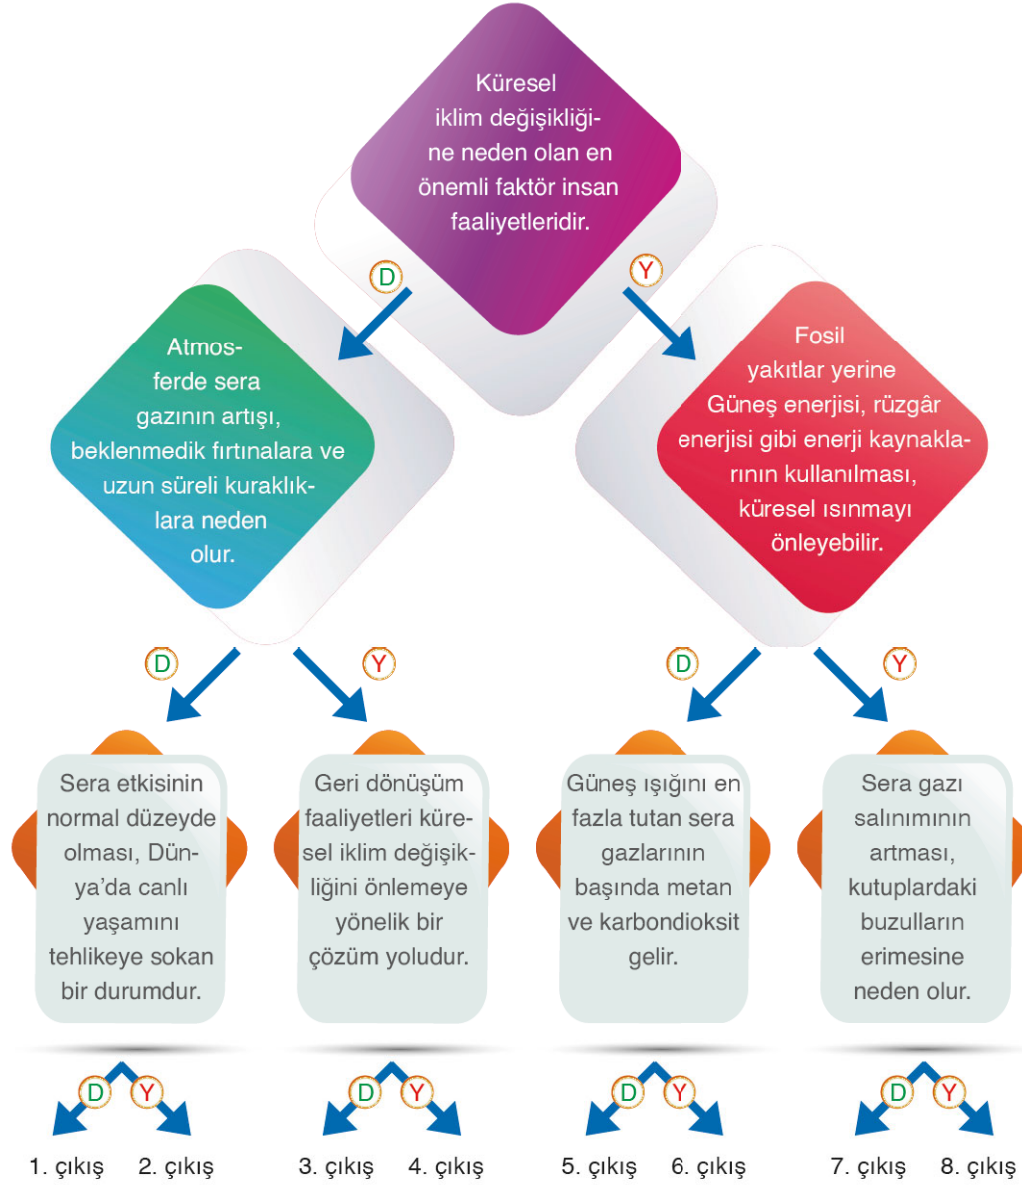 Küresel
iklim değişikliği-
ne neden olan en
önemli faktör insan
faaliyetleridir.
D
Y
Atmos-
ferde sera
gazının artışı,
beklenmedik fırtınalara ve
uzun süreli kuraklık-
lara neden
olur.
Fosil
yakıtlar yerine
Güneş enerjisi, rüzgâr
enerjisi gibi enerji kaynakla-
rının kullanılması,
küresel ısınmayı
önleyebilir.
D
Y
D
Y
Sera etkisinin
normal düzeyde
olması, Dün-
ya’da canlı
yaşamını
tehlikeye sokan
bir durumdur.
Geri dönüşüm
faaliyetleri küre-
sel iklim değişik-
liğini önlemeye
yönelik bir
çözüm yoludur.
Güneş ışığını en
fazla tutan sera
gazlarının
başında metan
ve karbondioksit
gelir.
Sera gazı
salınımının
artması,
kutuplardaki
buzulların
erimesine
neden olur.
D
Y
D
Y
D
Y
D
Y
1. çıkış
2. çıkış
3. çıkış
4. çıkış
5. çıkış
6. çıkış
7. çıkış
8. çıkış